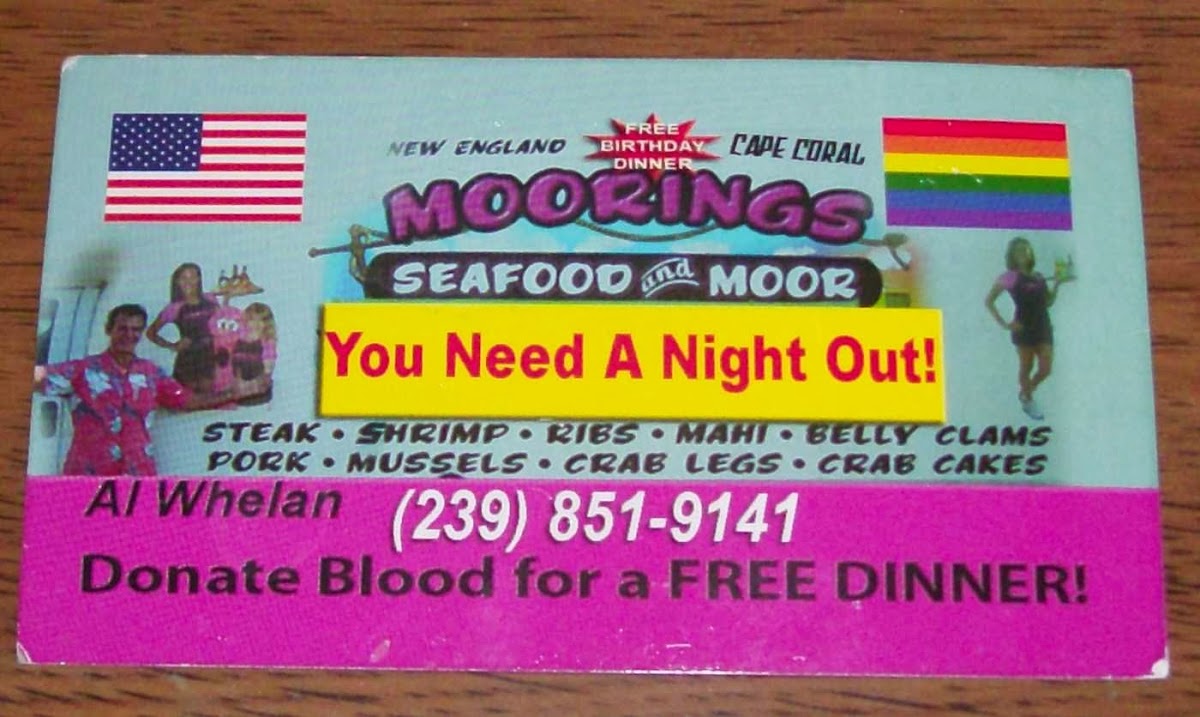 NEW ENGLAND FREE BIRTHDAY DINNER CAPE CORAL
MOORINGS
SEAFOOD and MOOR
You Need A Night Out!
STEAK • SHRIMP • RIBS • MAHI • BELLY CLAMS
PORK • MUSSELS • CRAB LEGS • CRAB CAKES
Al Whelan (239) 851-9141
Donate Blood for a FREE DINNER!